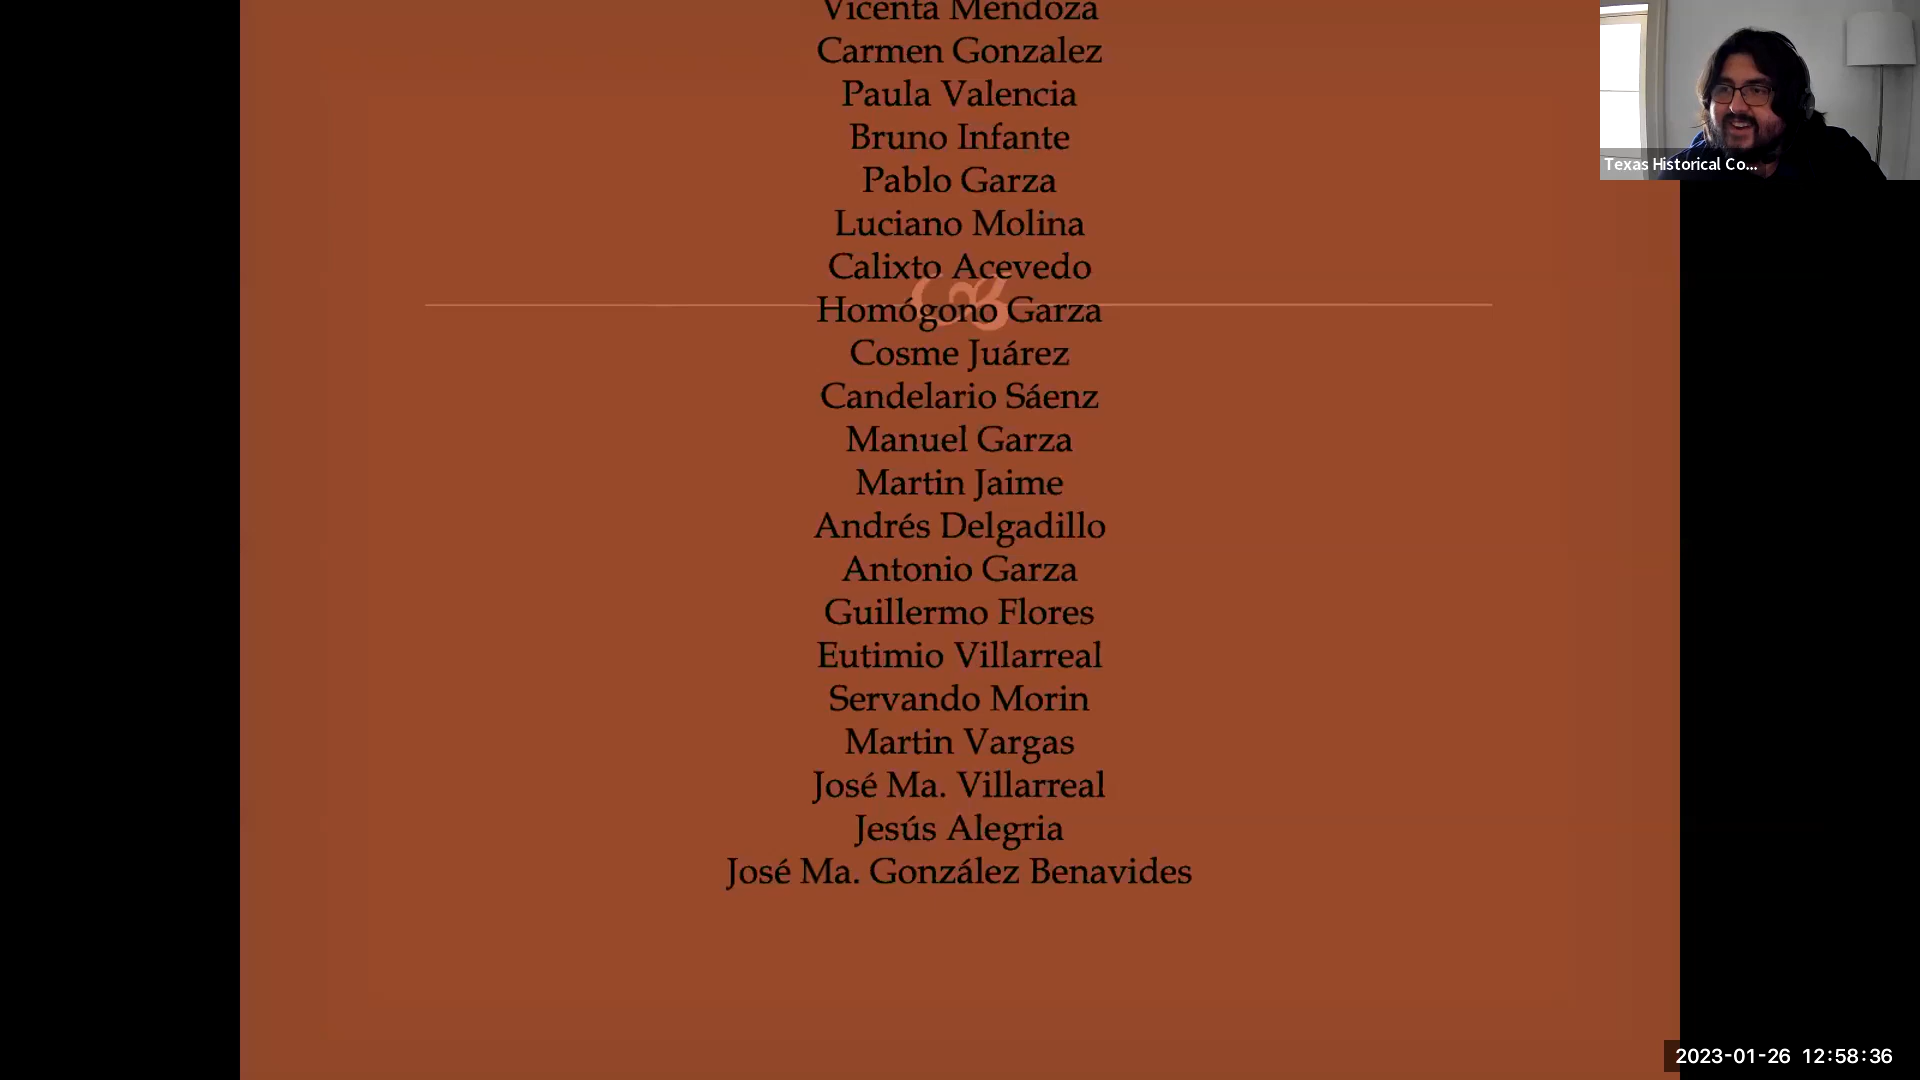 Vicenta Mendoza
Carmen Gonzalez
Paula Valencia
Bruno Infante
Pablo Garza
Luciano Molina
Calixto Acevedo
Homógono Garza
Cosme Juárez
Candelario Sáenz
Manuel Garza
Martin Jaime
Andrés Delgadillo
Antonio Garza
Guillermo Flores
Eutimio Villarreal
Servando Morin
Martin Vargas
José Ma. Villarreal
Jesús Alegria
José Ma. González Benavides
Texas Historical Co...
2023-01-26 12:58:36